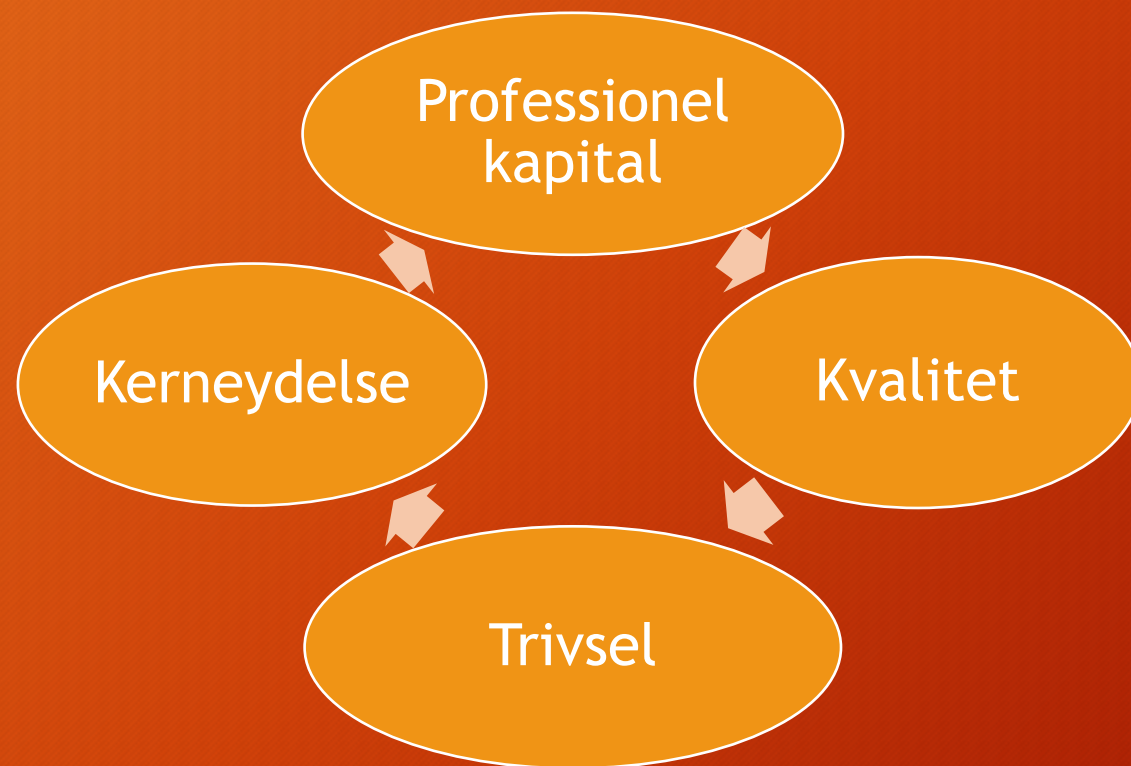 Professionel
kapital
Kerneydelse
Kvalitet
Trivsel